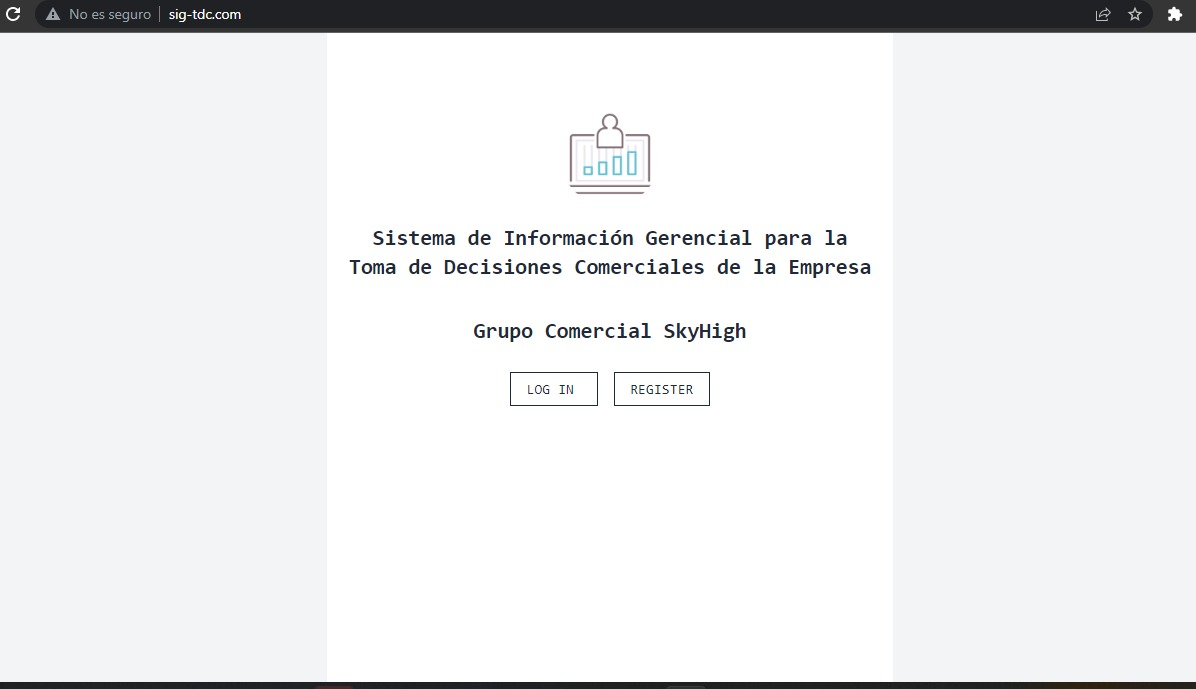 No es seguro sig-tdc.com
Sistema de Información Gerencial para la
Toma de Decisiones Comerciales de la Empresa
Grupo Comercial SkyHigh
LOG IN REGISTER